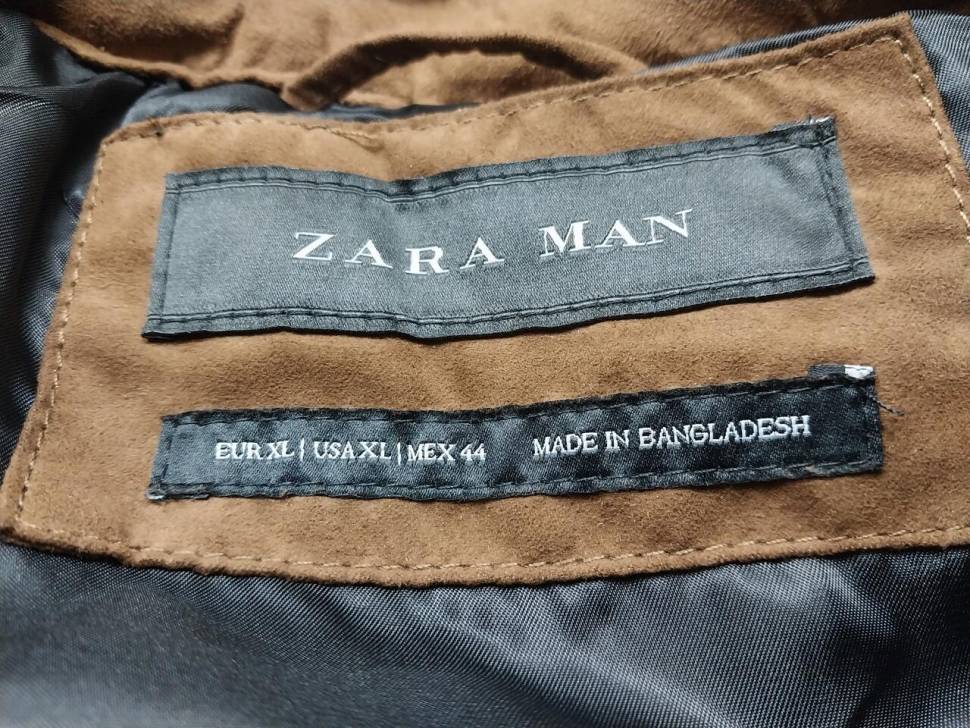 ZARA MAN
EUR XL | USA XL | MEX 44 MADE IN BANGLADESH